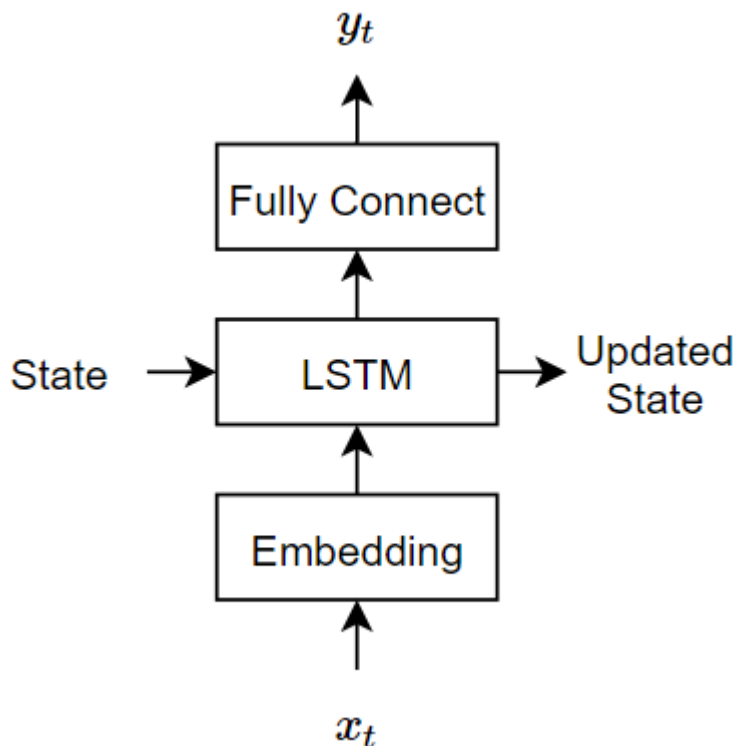 y_t
Fully Connect
State
LSTM
Updated
State
Embedding
x_t